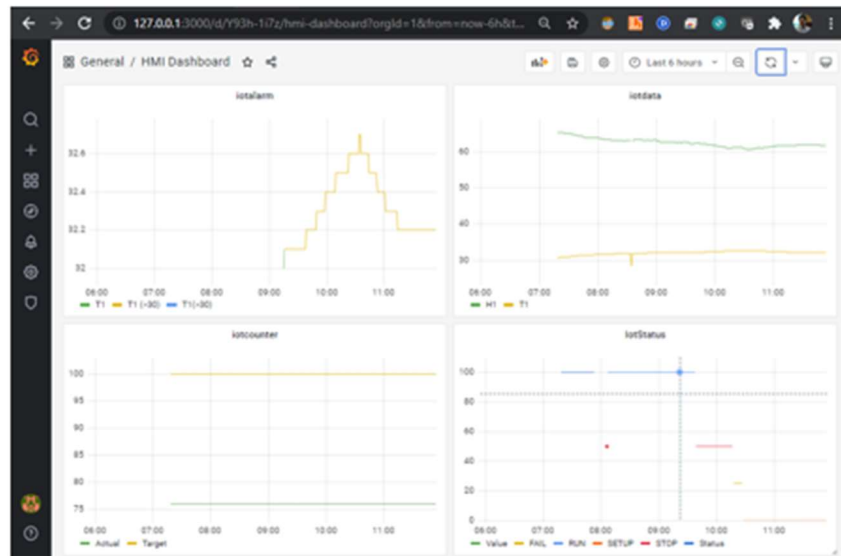 127.0.0.1:3000/d/Y93h-1i7z/hmi-dashboard?orgId=1&from=now-6h&t...
General / HMI Dashboard
Last 6 hours
iotalarm
32.6
32.4
32.2
32
06:00 07:00 08:00 09:00 10:00 11:00
T1 T1 (>30) T1(<30)
iotdata
60
50
40
30
06:00 07:00 08:00 09:00 10:00 11:00
H1 T1
iotcounter
100
95
90
85
80
75
06:00 07:00 08:00 09:00 10:00 11:00
Actual Target
IotStatus
100
80
60
40
20
0
06:00 07:00 08:00 09:00 10:00 11:00
Value FAIL RUN SETUP STOP Status